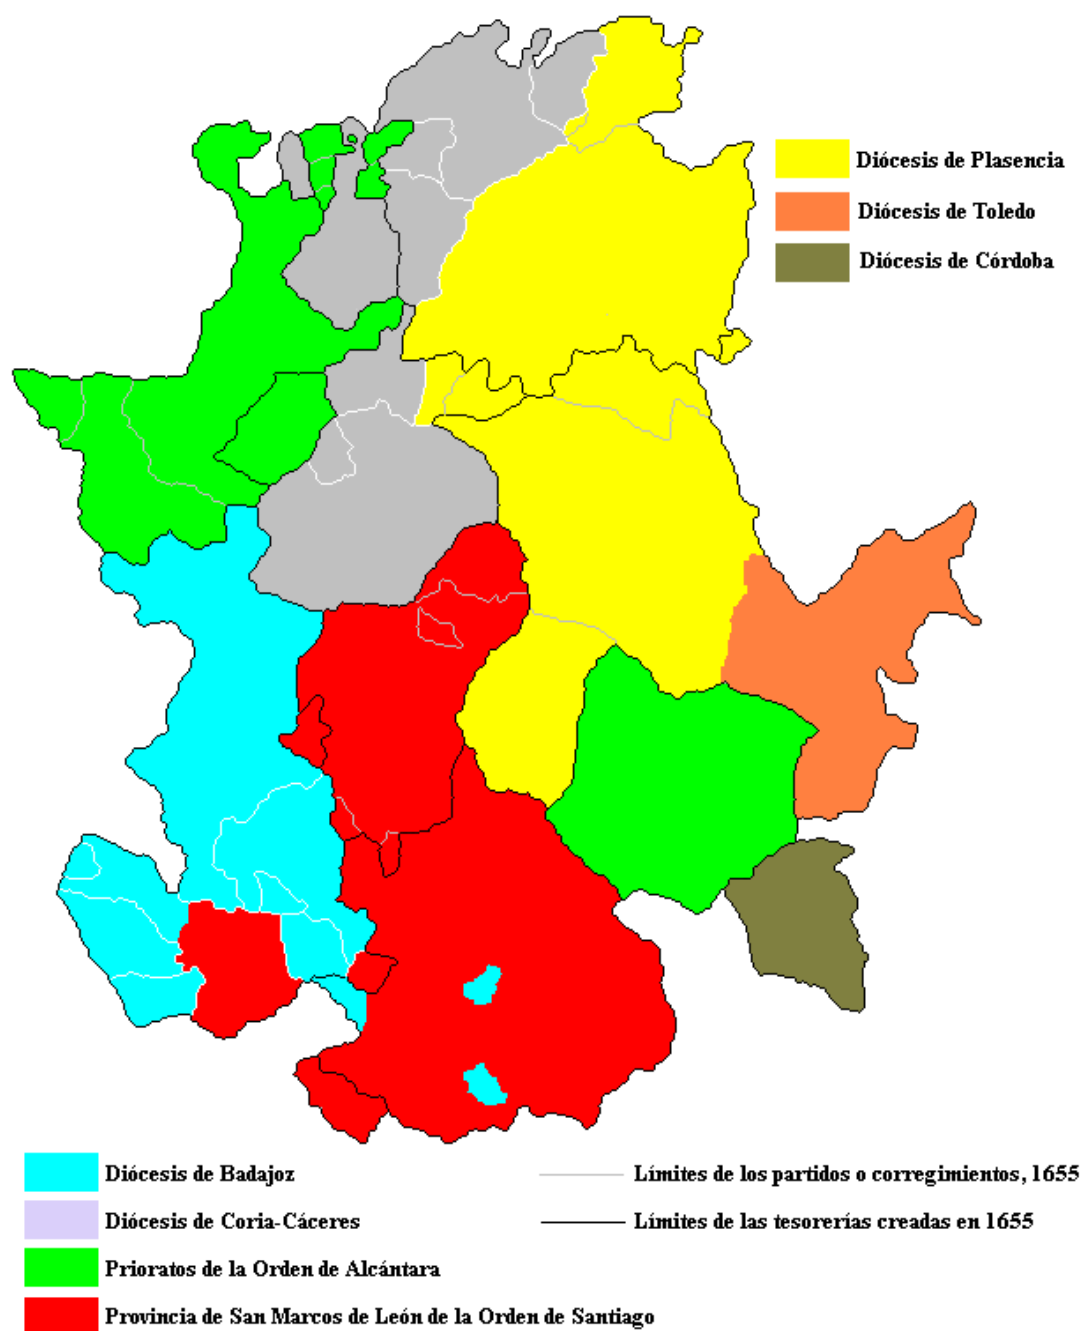 Diócesis de Plasencia
Diócesis de Toledo
Diócesis de Córdoba
Diócesis de Badajoz
Límites de los partidos o corregimientos, 1655
Diócesis de Coria-Cáceres
Límites de las tesorerías creadas en 1655
Prioratos de la Orden de Alcántara
Provincia de San Marcos de León de la Orden de Santiago